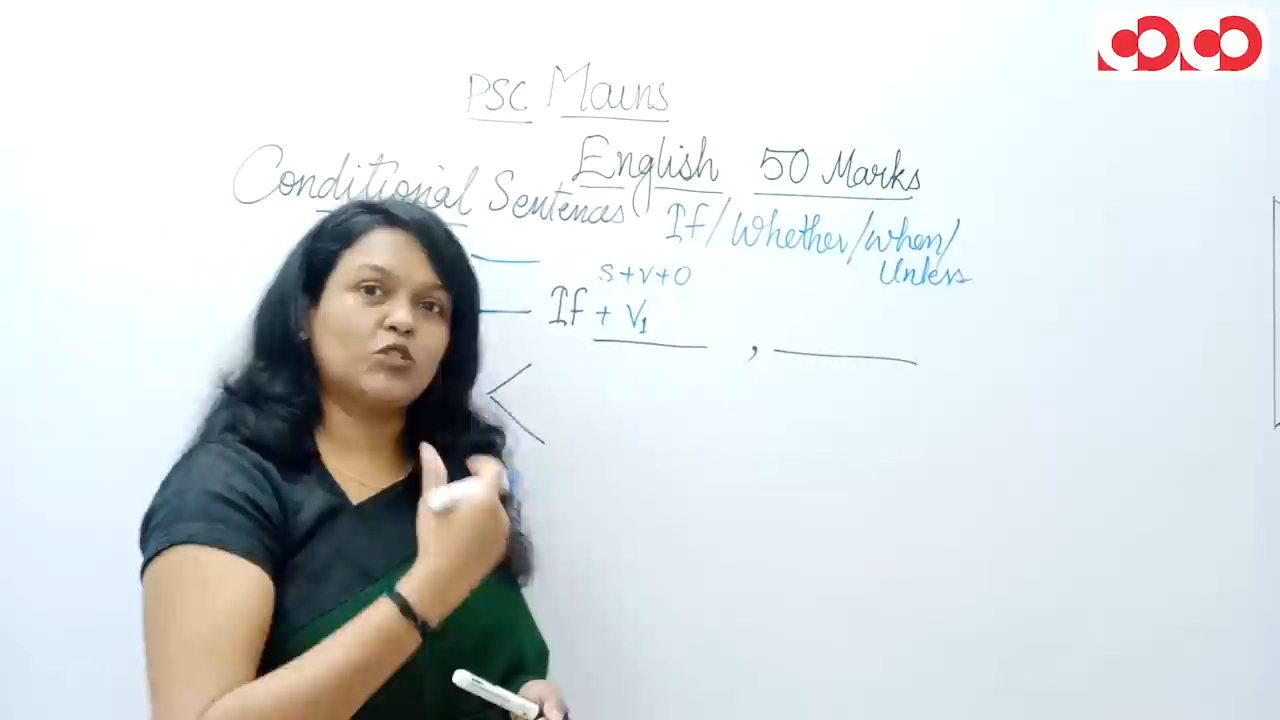 PSC Mains
English 50 Marks
Conditional Sentences If/Whether/when/
Unless
S+V+O
If + V1
,